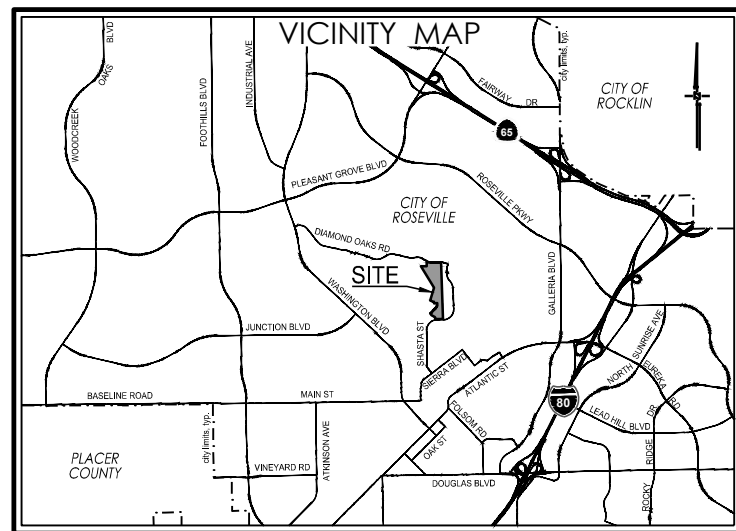 VICINITY MAP
WOODCREEK OAKS BLVD
FOOTHILLS BLVD
INDUSTRIAL AVE
FAIRWAY DR
city limits, typ.
CITY OF
ROCKLIN
65
PLEASANT GROVE BLVD
ROSEVILLE PKWY
CITY OF
ROSEVILLE
DIAMOND OAKS RD
SITE
WASHINGTON BLVD
GALLERIA BLVD
JUNCTION BLVD
SHASTA ST
SIERRA BLVD
ATLANTIC ST
NORTH SUNRISE AVE
EUREKA RD
BASELINE ROAD
MAIN ST
80
FOLSOM RD
LEAD HILL BLVD
city limits, typ.
ATKINSON AVE
OAK ST
PLACER
COUNTY
VINEYARD RD
DOUGLAS BLVD
ROCKY RIDGE DR